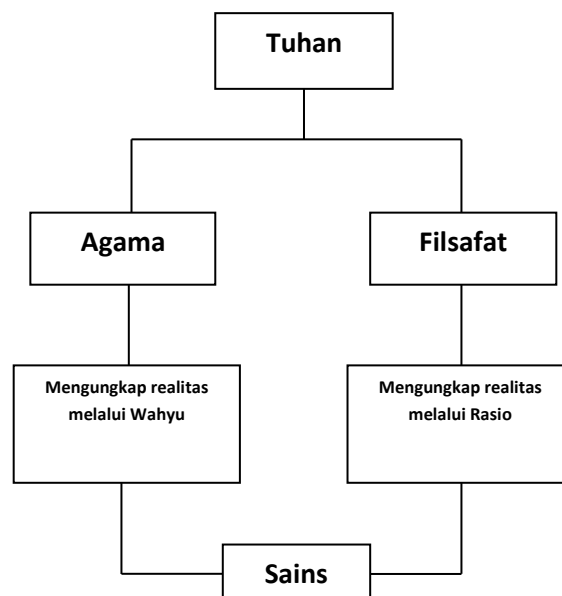 Tuhan
Agama
Filsafat
Mengungkap realitas
melalui Wahyu
Mengungkap realitas
melalui Rasio
Sains